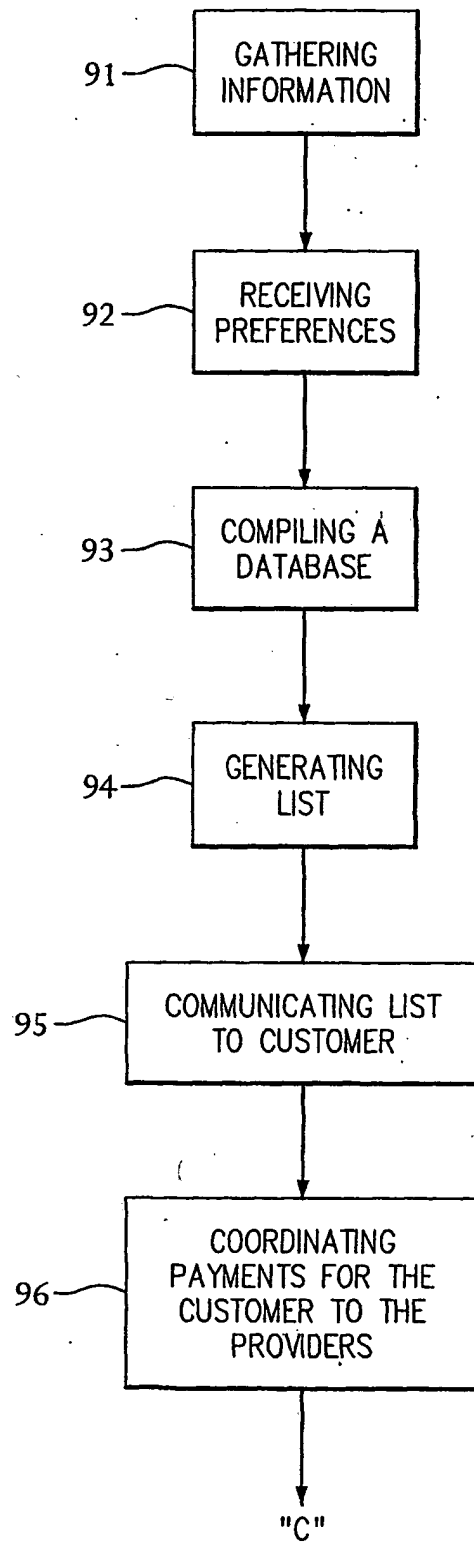 91
GATHERING
INFORMATION
92
RECEIVING
PREFERENCES
93
COMPILING A
DATABASE
94
GENERATING
LIST
95
COMMUNICATING LIST
TO CUSTOMER
96
COORDINATING
PAYMENTS FOR THE
CUSTOMER TO THE
PROVIDERS
"C"